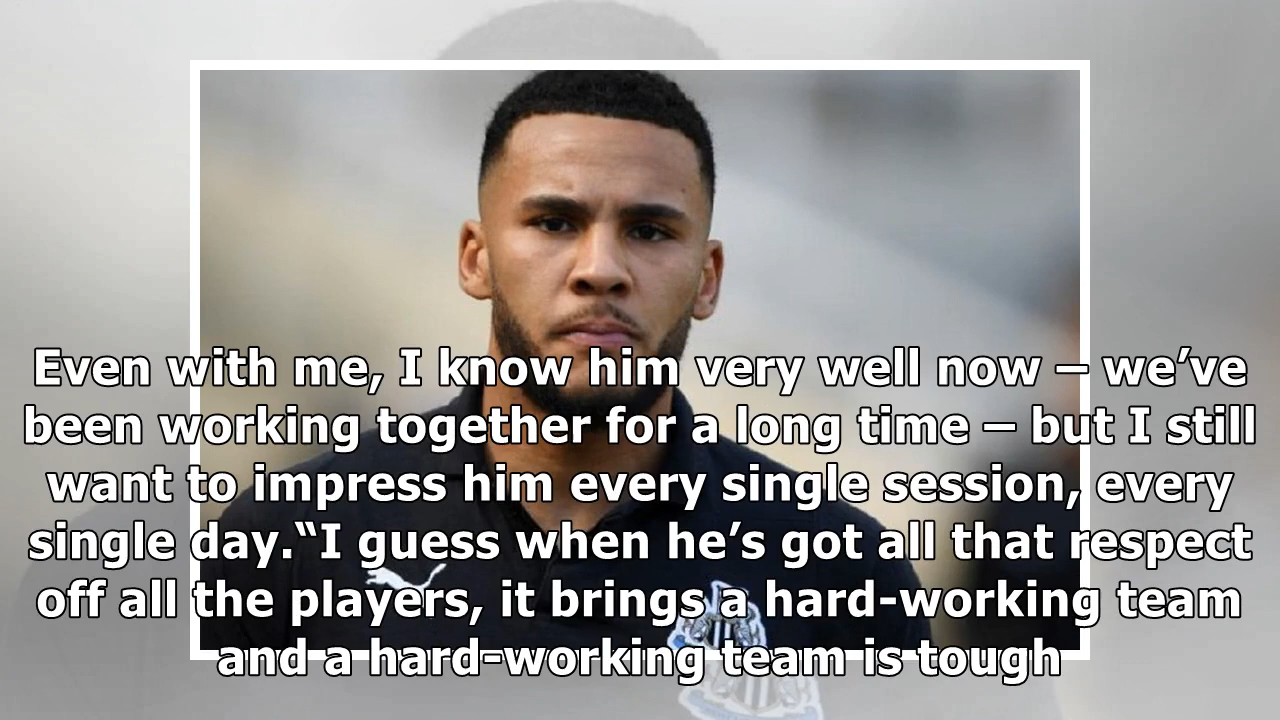 Even with me, I know him very well now – we’ve
been working together for a long time – but I still
want to impress him every single session, every
single day.“I guess when he’s got all that respect
off all the players, it brings a hard-working team
and a hard-working team is tough